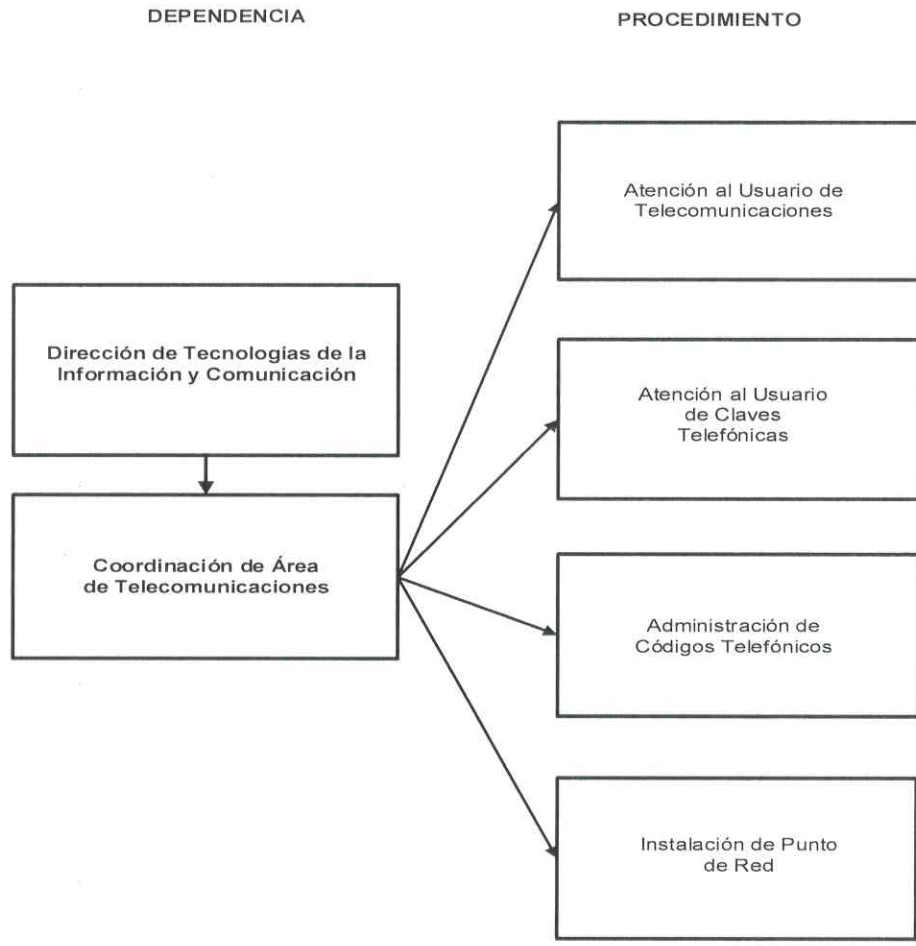 DEPENDENCIA
PROCEDIMIENTO
Atención al Usuario de
Telecomunicaciones
Dirección de Tecnologías de la
Información y Comunicación
Atención al Usuario
de Claves
Telefónicas
Coordinación de Área
de Telecomunicaciones
Administración de
Códigos Telefónicos
Instalación de Punto
de Red